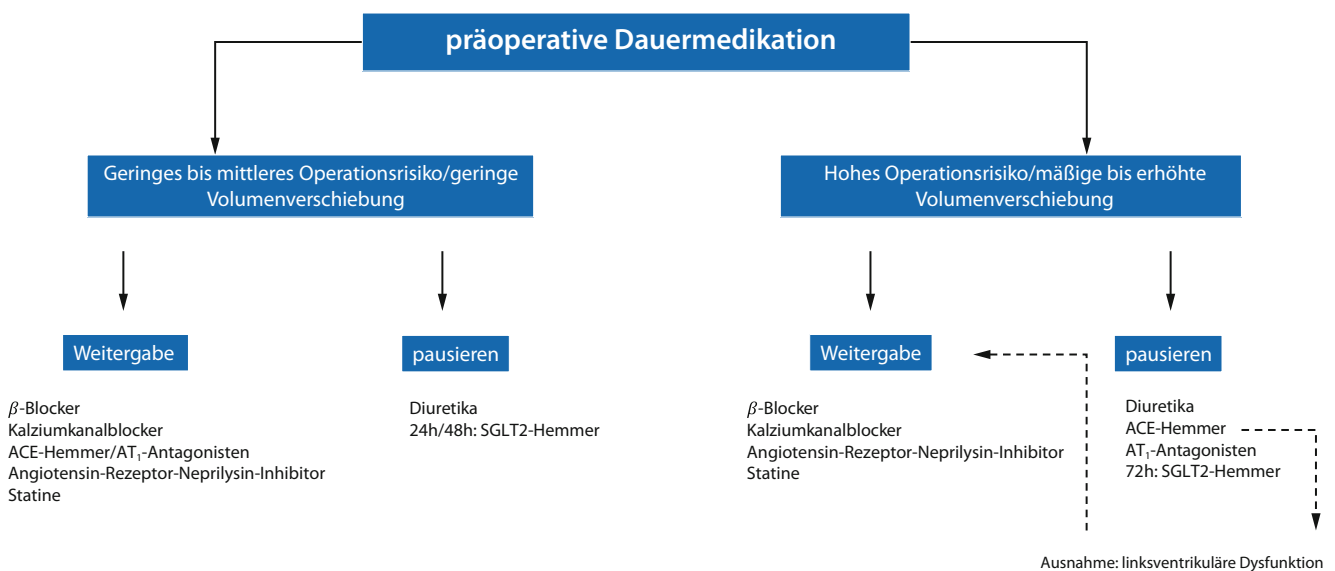 präoperative Dauermedikation
Geringes bis mittleres Operationsrisiko/geringe
Volumenverschiebung
Weitergabe
β-Blocker
Kalziumkanalblocker
ACE-Hemmer/AT₁-Antagonisten
Angiotensin-Rezeptor-Neprilysin-Inhibitor
Statine
pausieren
Diuretika
24h/48h: SGLT2-Hemmer
Hohes Operationsrisiko/mäßige bis erhöhte
Volumenverschiebung
Weitergabe
β-Blocker
Kalziumkanalblocker
Angiotensin-Rezeptor-Neprilysin-Inhibitor
Statine
pausieren
Diuretika
ACE-Hemmer
AT₁-Antagonisten
72h: SGLT2-Hemmer
Ausnahme: linksventrikuläre Dysfunktion